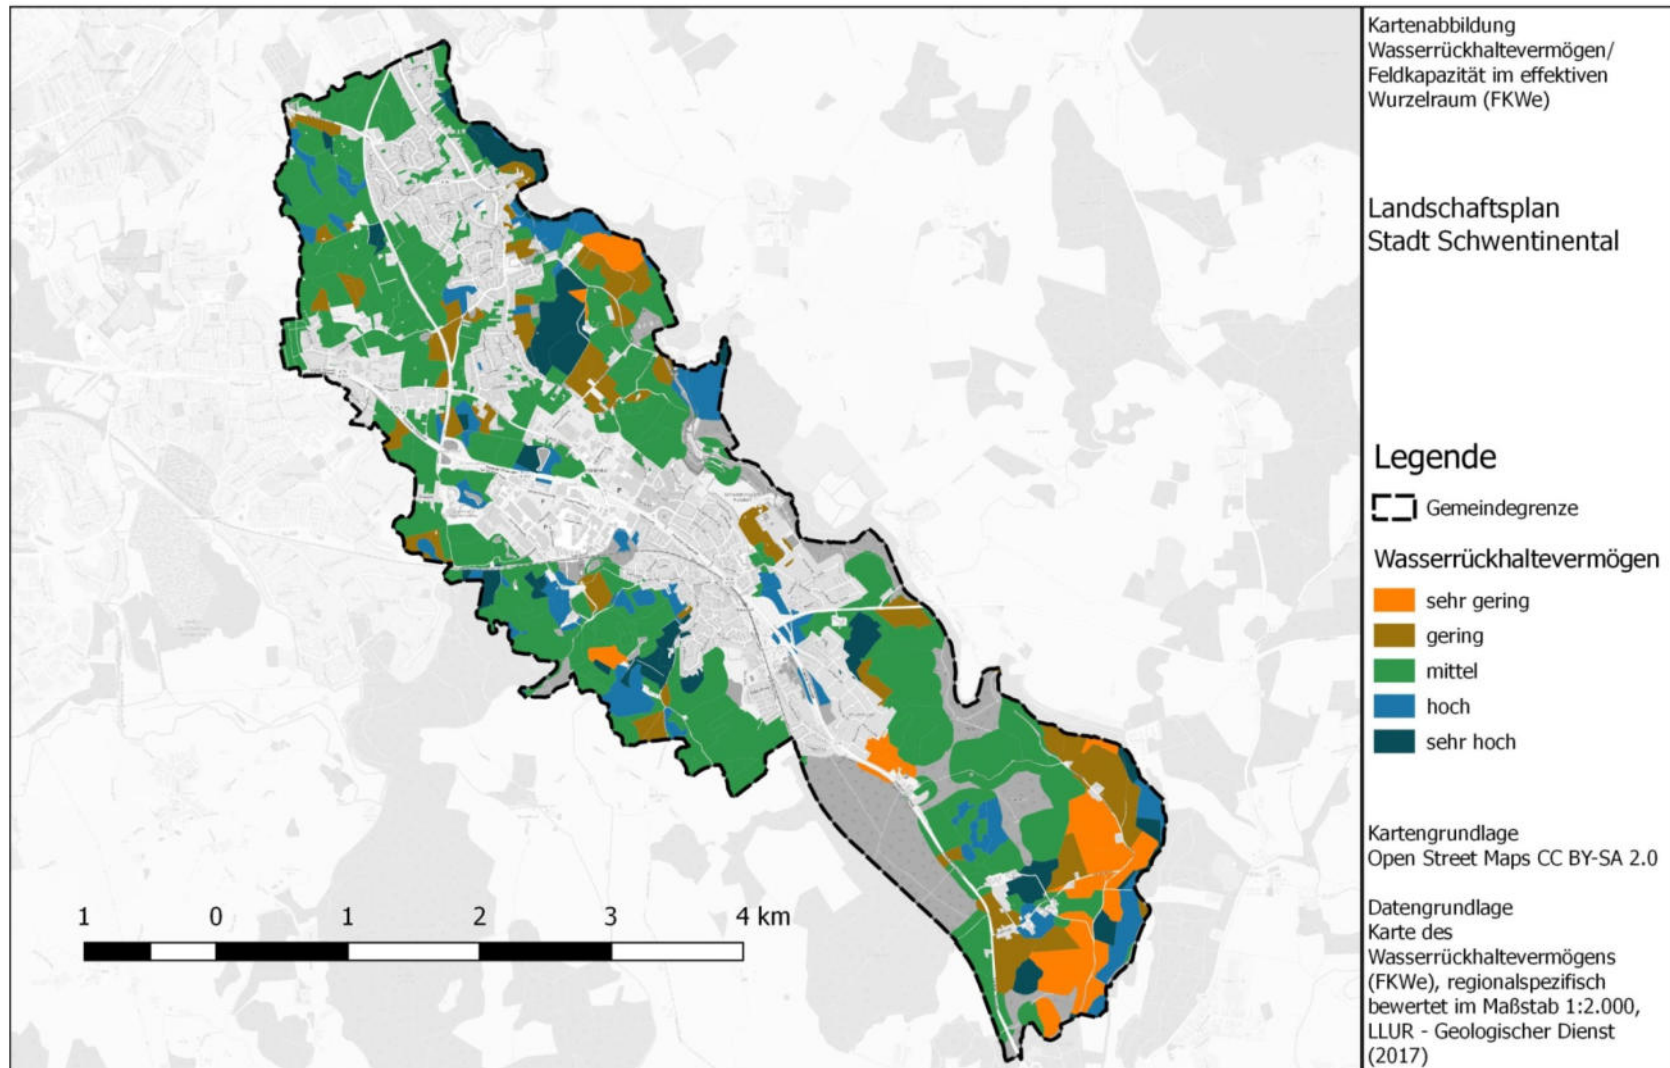 Kartenabbildung
Wasserrückhaltevermögen/
Feldkapazität im effektiven
Wurzelraum (FKWe)
Landschaftsplan
Stadt Schwentinental
Legende
Gemeindegrenze
Wasserrückhaltevermögen
sehr gering
gering
mittel
hoch
sehr hoch
Kartengrundlage
Open Street Maps CC BY-SA 2.0
Datengrundlage
Karte des
Wasserrückhaltevermögens
(FKWe), regionalspezifisch
bewertet im Maßstab 1:2.000,
LLUR - Geologischer Dienst
(2017)
1 0 1 2 3 4 km